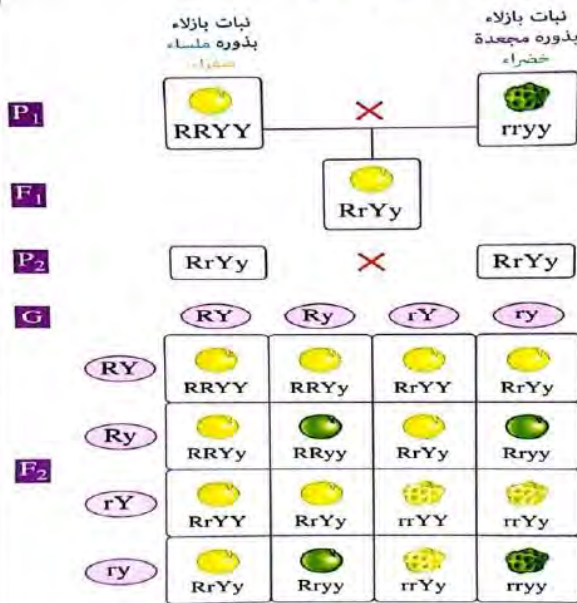 نبات بازلاء
بذوره ملساء
صفراء
نبات بازلاء
بذوره مجعدة
خضراء
P₁
RRYY
rryy
F₁
RrYy
P₂
RrYy
RrYy
G
RY
Ry
rY
ry
RY
RRYY
RRYy
RrYY
RrYy
Ry
RRYy
RRyy
RrYy
Rryy
F₂
rY
RrYY
RrYy
rrYY
rrYy
ry
RrYy
Rryy
rrYy
rryy